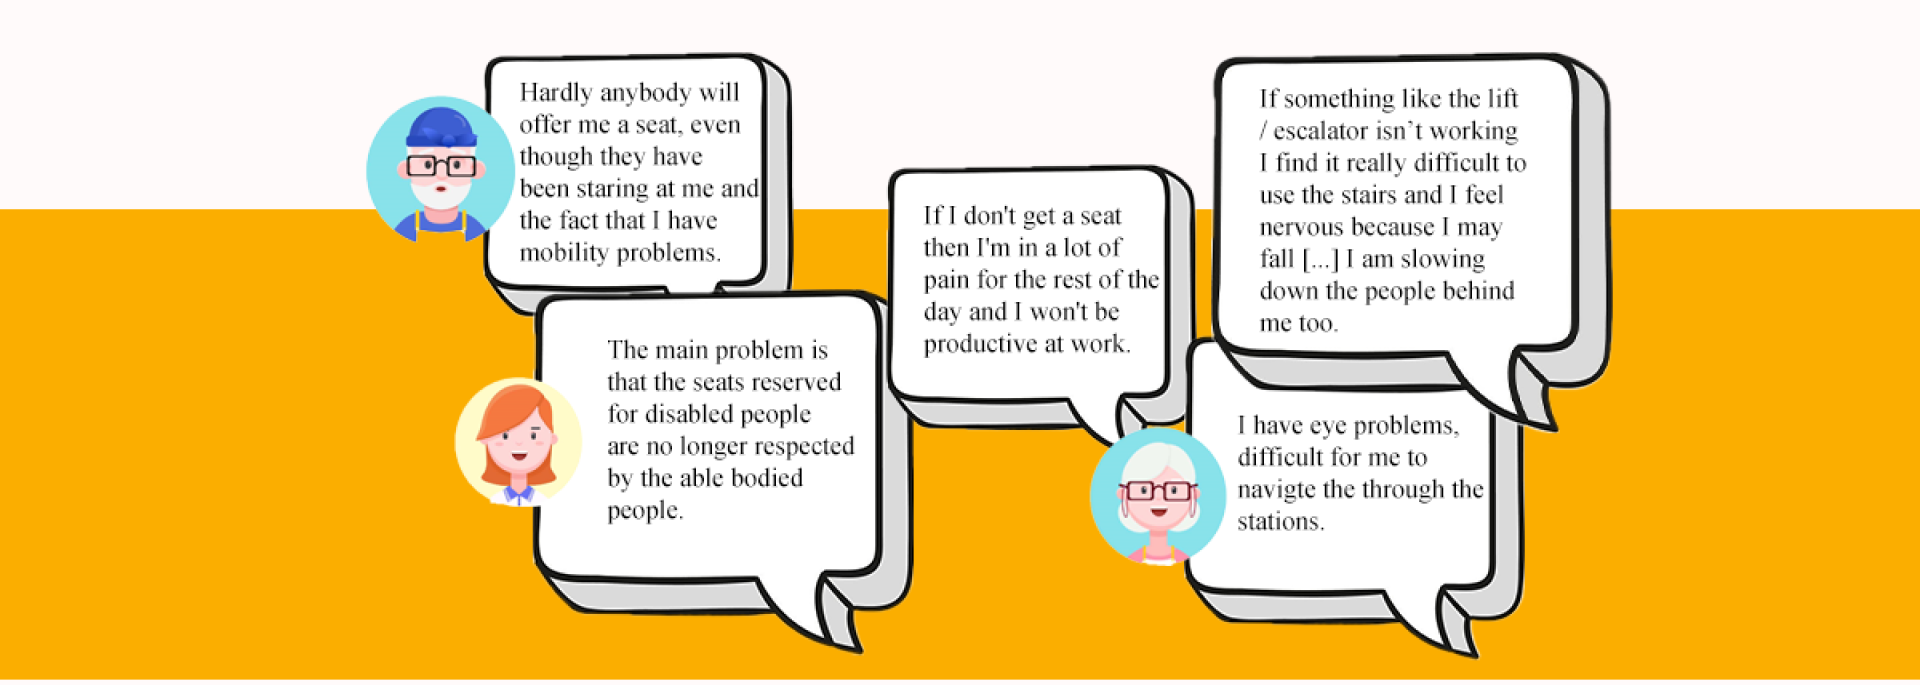 Hardly anybody will
offer me a seat, even
though they have
been staring at me and
the fact that I have
mobility problems.
The main problem is
that the seats reserved
for disabled people
are no longer respected
by the able bodied
people.
If I don't get a seat
then I'm in a lot of
pain for the rest of the
day and I won't be
productive at work.
If something like the lift
/ escalator isn’t working
I find it really difficult to
use the stairs and I feel
nervous because I may
fall [...] I am slowing
down the people behind
me too.
I have eye problems,
difficult for me to
navigte the through the
stations.